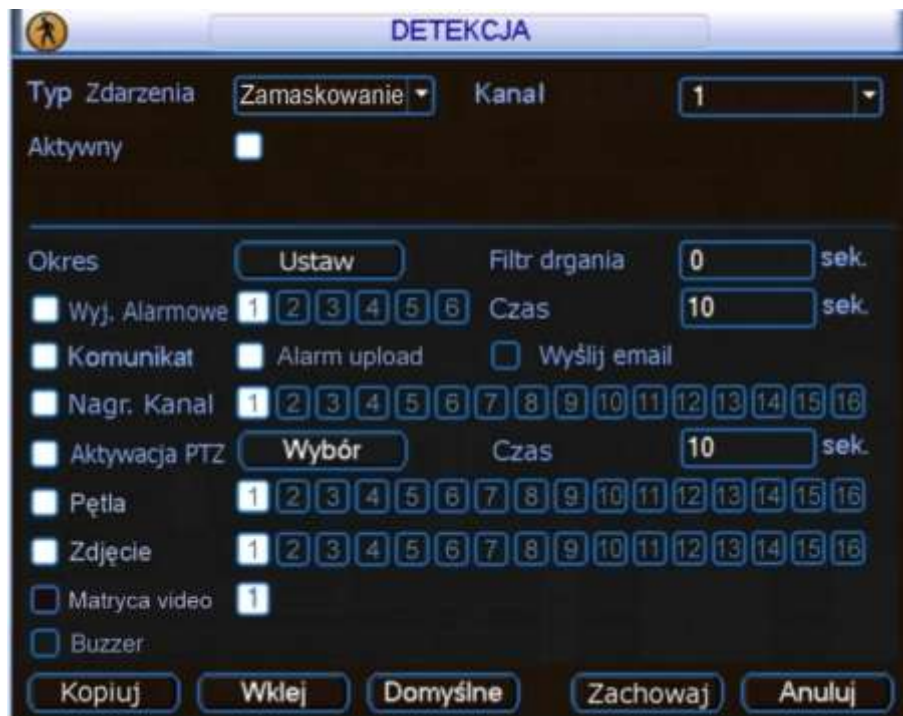 DETEKCJA
Typ Zdarzenia Zamaskowanie Kanał 1
Aktywny
Okres Ustaw Filtr drgania 0 sek.
Wyj. Alarmowe 1 2 3 4 5 6 Czas 10 sek.
Komunikat Alarm upload Wyślij email
Nagr. Kanał 1 2 3 4 5 6 7 8 9 10 11 12 13 14 15 16
Aktywacja PTZ Wybór Czas 10 sek.
Pętla 1 2 3 4 5 6 7 8 9 10 11 12 13 14 15 16
Zdjęcie 1 2 3 4 5 6 7 8 9 10 11 12 13 14 15 16
Matryca video 1
Buzzer
Kopiuj Wklej Domyślne Zachowaj Anuluj